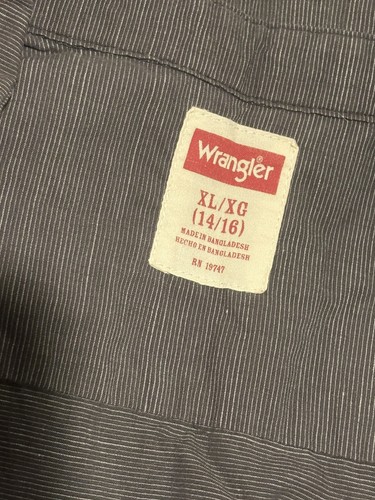 Wrangler®
XL/XG
(14/16)
MADE IN BANGLADESH
HECHO EN BANGLADESH
RN 19747